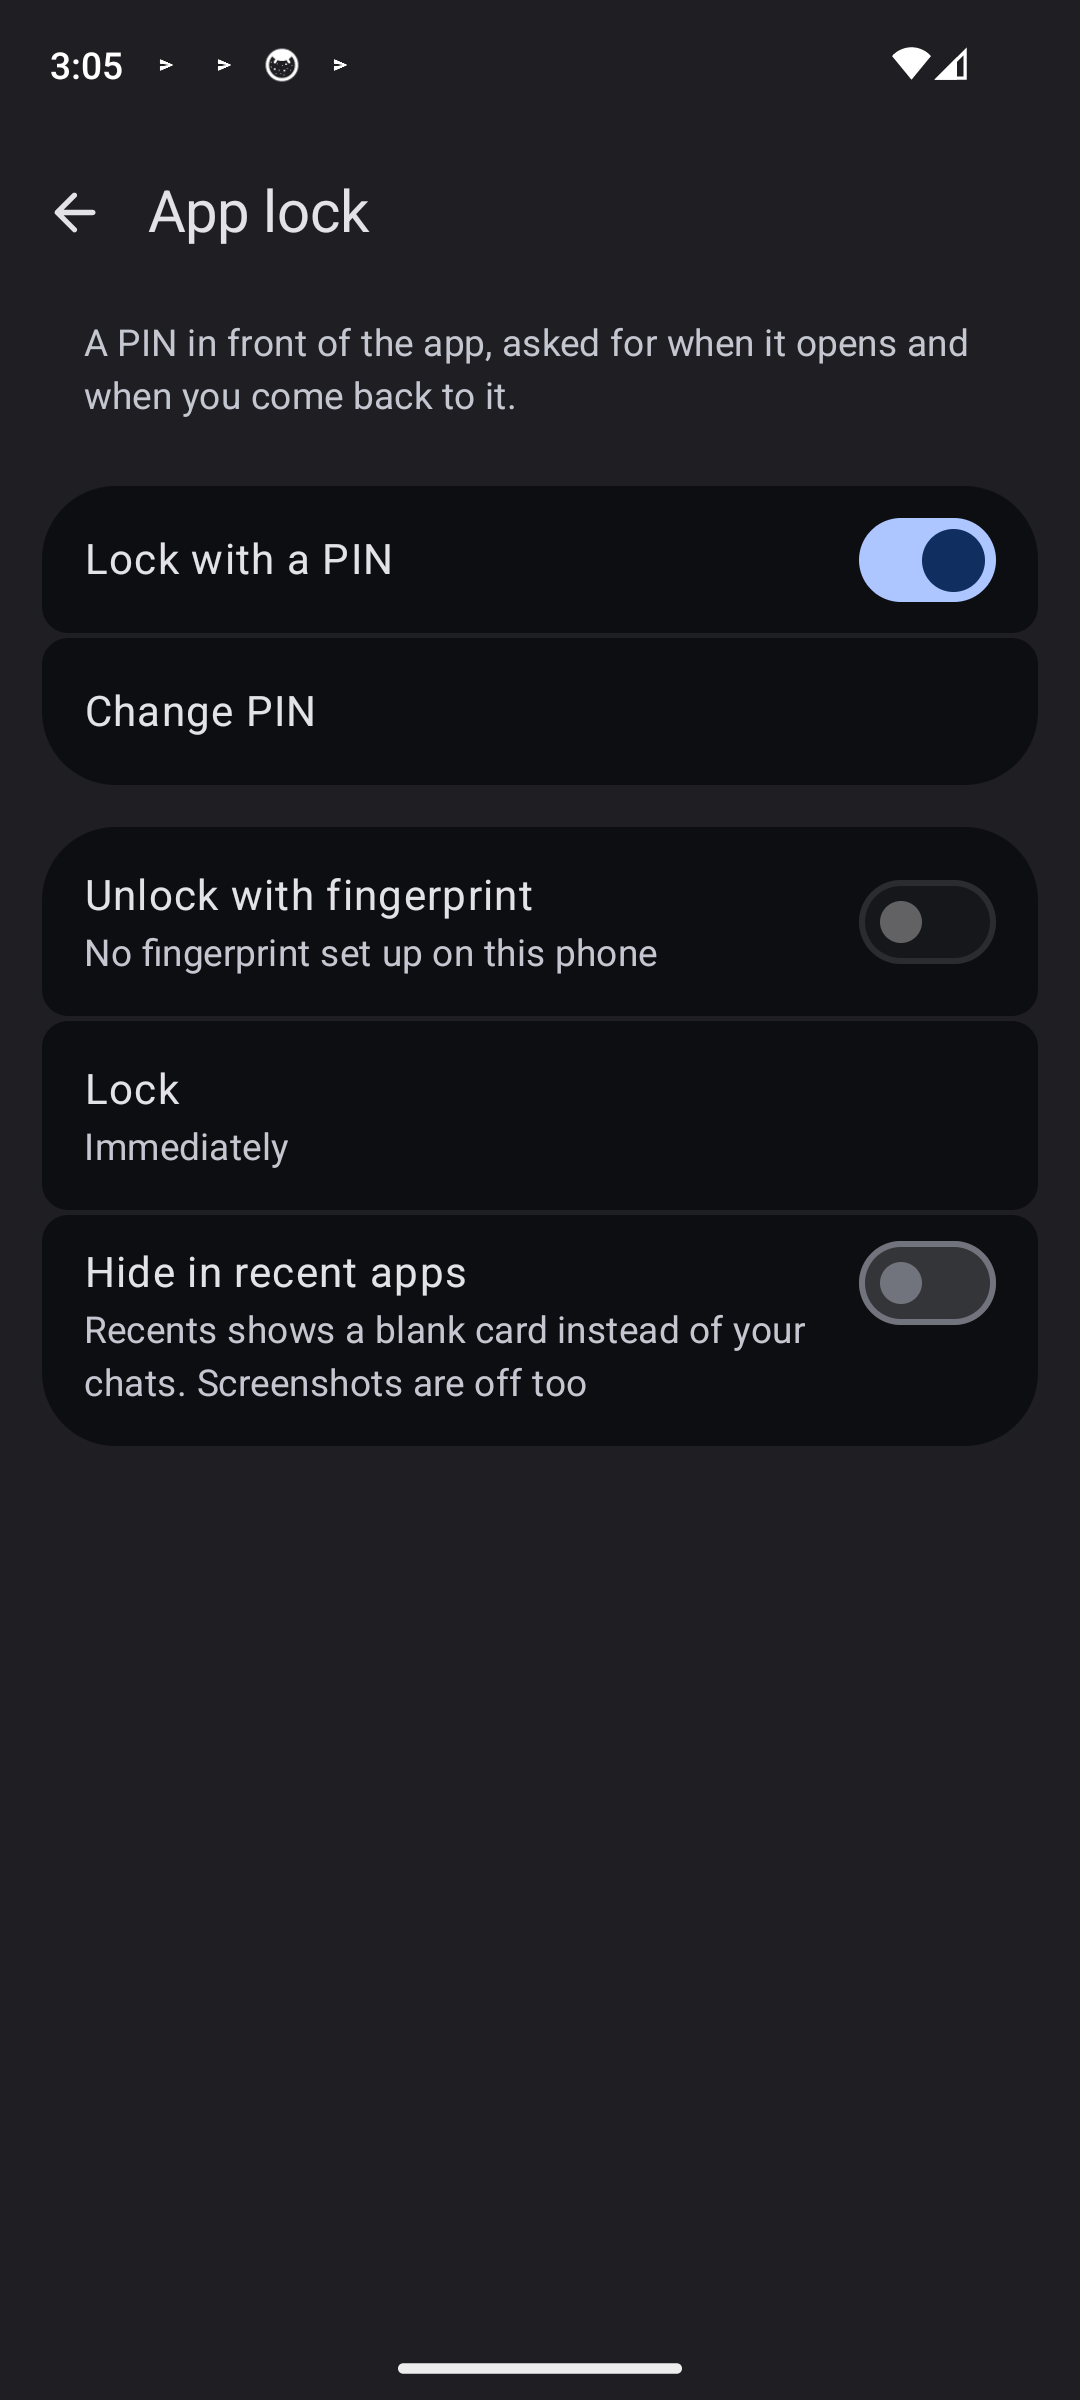 3:05
App lock
A PIN in front of the app, asked for when it opens and
when you come back to it.
Lock with a PIN
Change PIN
Unlock with fingerprint
No fingerprint set up on this phone
Lock
Immediately
Hide in recent apps
Recents shows a blank card instead of your
chats. Screenshots are off too